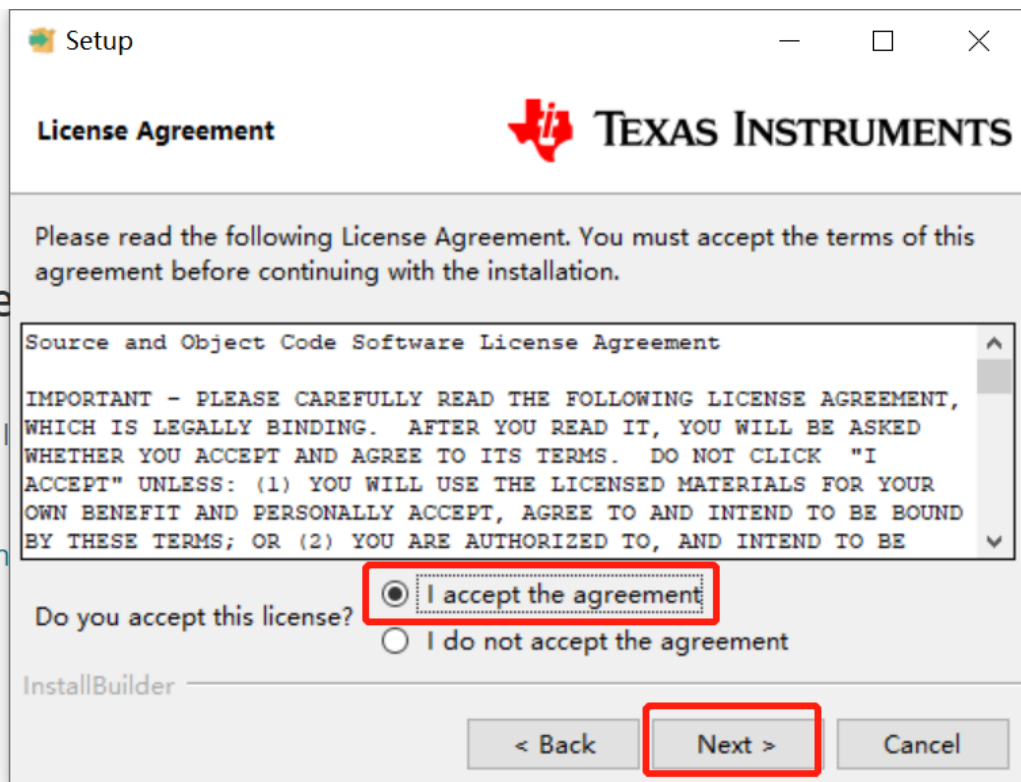 Setup
License Agreement
TEXAS INSTRUMENTS
Please read the following License Agreement. You must accept the terms of this
agreement before continuing with the installation.
Source and Object Code Software License Agreement
IMPORTANT - PLEASE CAREFULLY READ THE FOLLOWING LICENSE AGREEMENT,
WHICH IS LEGALLY BINDING.  AFTER YOU READ IT, YOU WILL BE ASKED
WHETHER YOU ACCEPT AND AGREE TO ITS TERMS.  DO NOT CLICK  "I
ACCEPT" UNLESS: (1) YOU WILL USE THE LICENSED MATERIALS FOR YOUR
OWN BENEFIT AND PERSONALLY ACCEPT, AGREE TO AND INTEND TO BE BOUND
BY THESE TERMS; OR (2) YOU ARE AUTHORIZED TO, AND INTEND TO BE
I accept the agreement
Do you accept this license?
I do not accept the agreement
InstallBuilder
< Back
Next >
Cancel